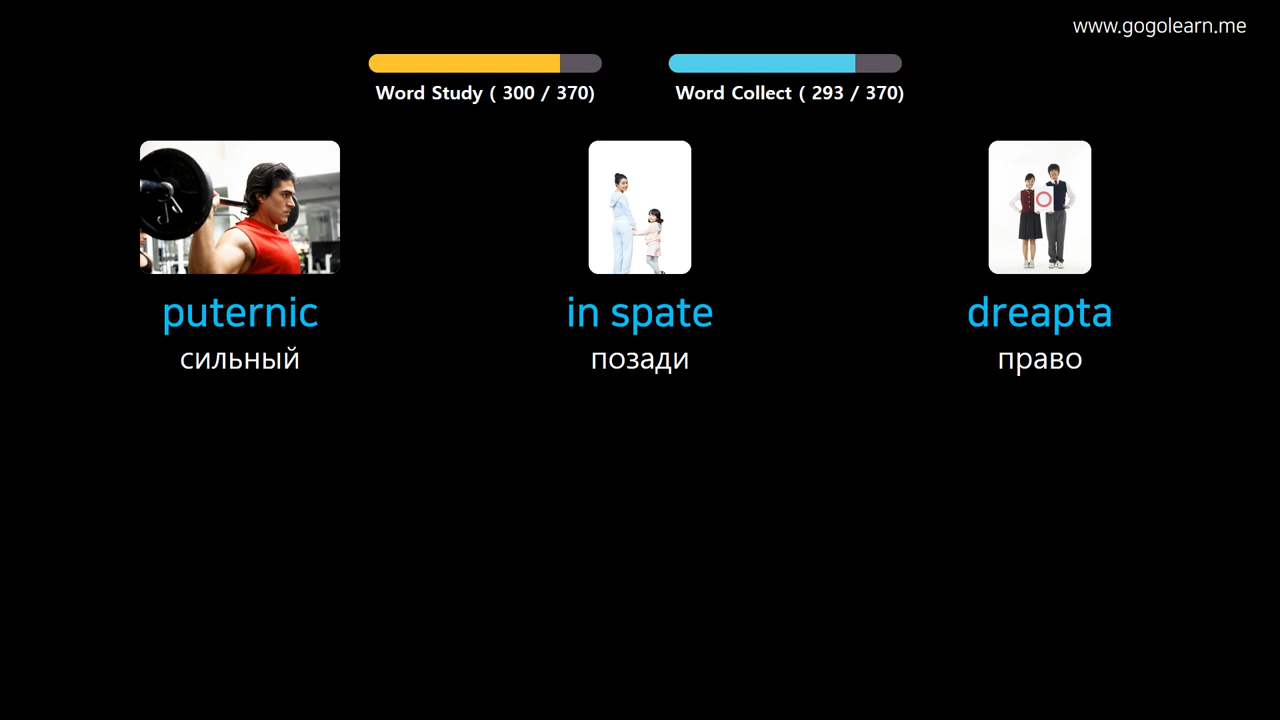 www.gogolearn.me
Word Study ( 300 / 370)
Word Collect ( 293 / 370)
puternic
сильный
in spate
позади
dreapta
право